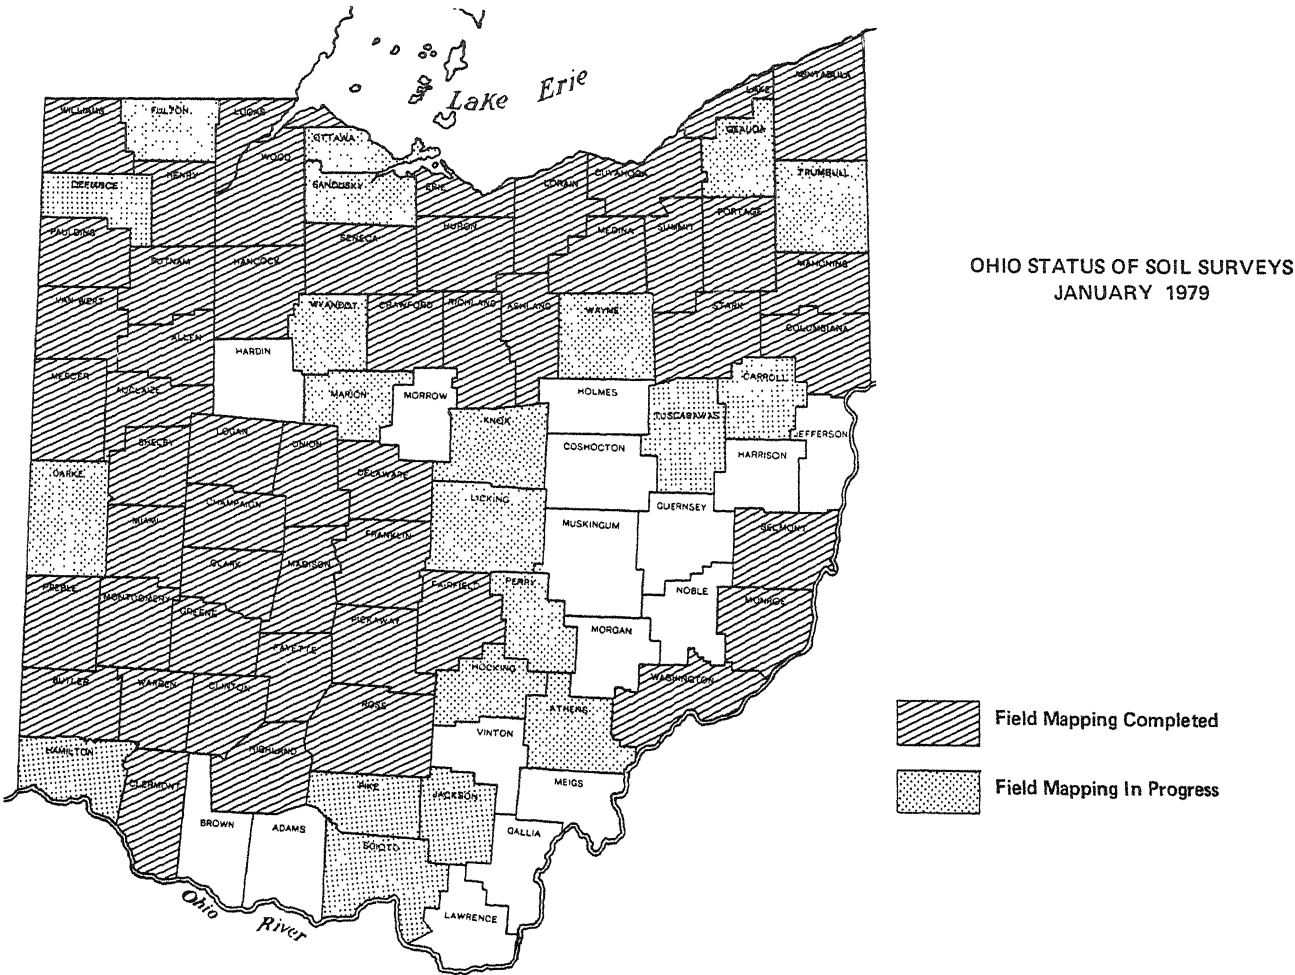 Lake Erie
WILLIAMS
FULTON
LUCAS
OTTAWA
WOOD
LAKE
ASHTABULA
GEAUGA
DEFIANCE
HENRY
SANDUSKY
ERIE
LORAIN
CUYAHOGA
TRUMBULL
PAULDING
PUTNAM
HANCOCK
SENECA
HURON
MEDINA
SUMMIT
PORTAGE
MAHONING
OHIO STATUS OF SOIL SURVEYS
JANUARY 1979
VAN WERT
ALLEN
WYANDOT
CRAWFORD
RICHLAND
ASHLAND
WAYNE
STARK
COLUMBIANA
HARDIN
MERCER
AUGLAIZE
MARION
MORROW
HOLMES
CARROLL
TUSCARAWAS
KNOX
JEFFERSON
SHELBY
LOGAN
UNION
COSHOCTON
HARRISON
DARKE
DELAWARE
LICKING
GUERNSEY
CHAMPAIGN
MIAMI
FRANKLIN
MUSKINGUM
BELMONT
CLARK
MADISON
PREBLE
MONTGOMERY
GREENE
FAIRFIELD
PERRY
NOBLE
MONROE
PICKAWAY
MORGAN
FAYETTE
HOCKING
WASHINGTON
BUTLER
WARREN
CLINTON
ROSS
ATHENS
Field Mapping Completed
HAMILTON
HIGHLAND
VINTON
CLERMONT
PIKE
JACKSON
MEIGS
Field Mapping In Progress
BROWN
ADAMS
GALLIA
SCIOTO
LAWRENCE
Ohio River